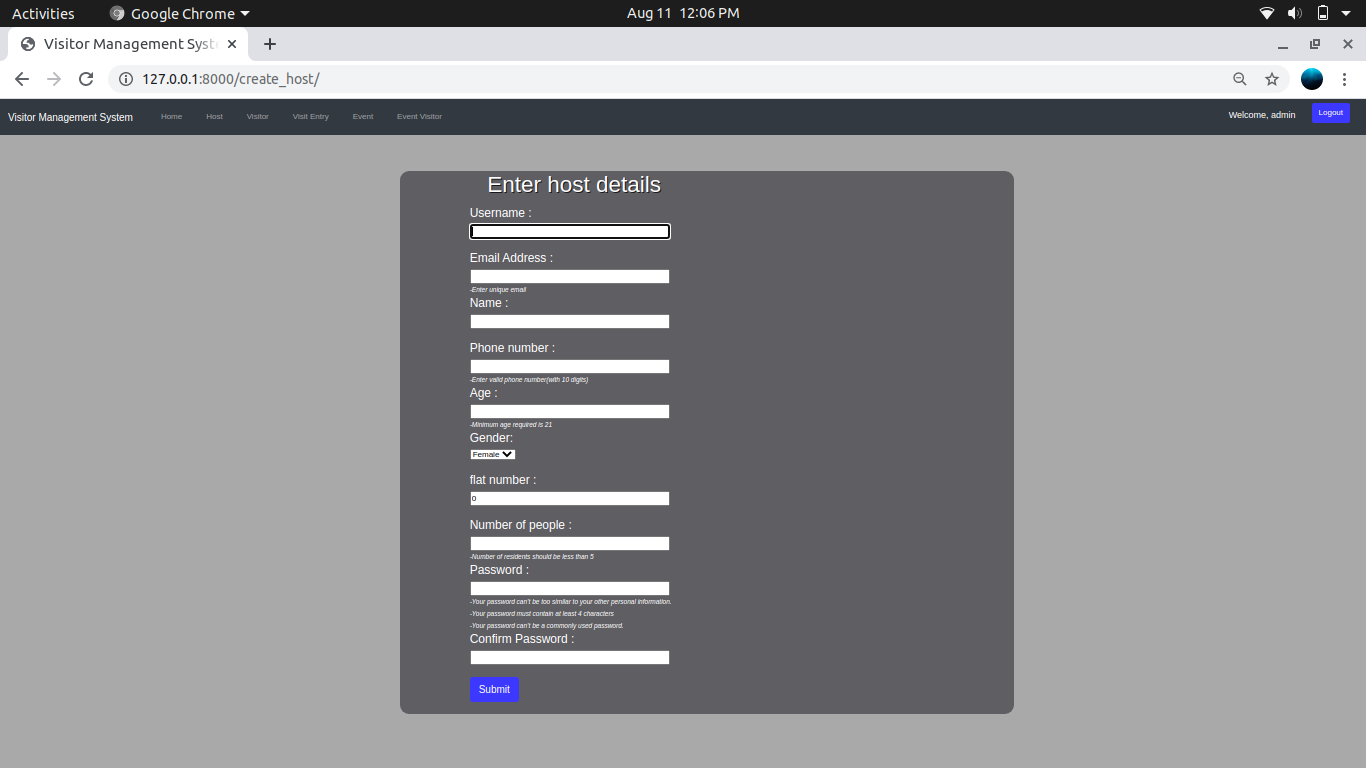 Activities Google Chrome Aug 11 12:06 PM
Visitor Management Syst
127.0.0.1:8000/create_host/
Visitor Management System Home Host Visitor Visit Entry Event Event Visitor Welcome, admin Logout
Enter host details
Username :
Email Address :
-Enter unique email
Name :
Phone number :
-Enter valid phone number(with 10 digits)
Age :
-Minimum age required is 21
Gender:
Female
flat number :
0
Number of people :
-Number of residents should be less than 5
Password :
-Your password can't be too similar to your other personal information.
-Your password must contain at least 4 characters
-Your password can't be a commonly used password.
Confirm Password :
Submit